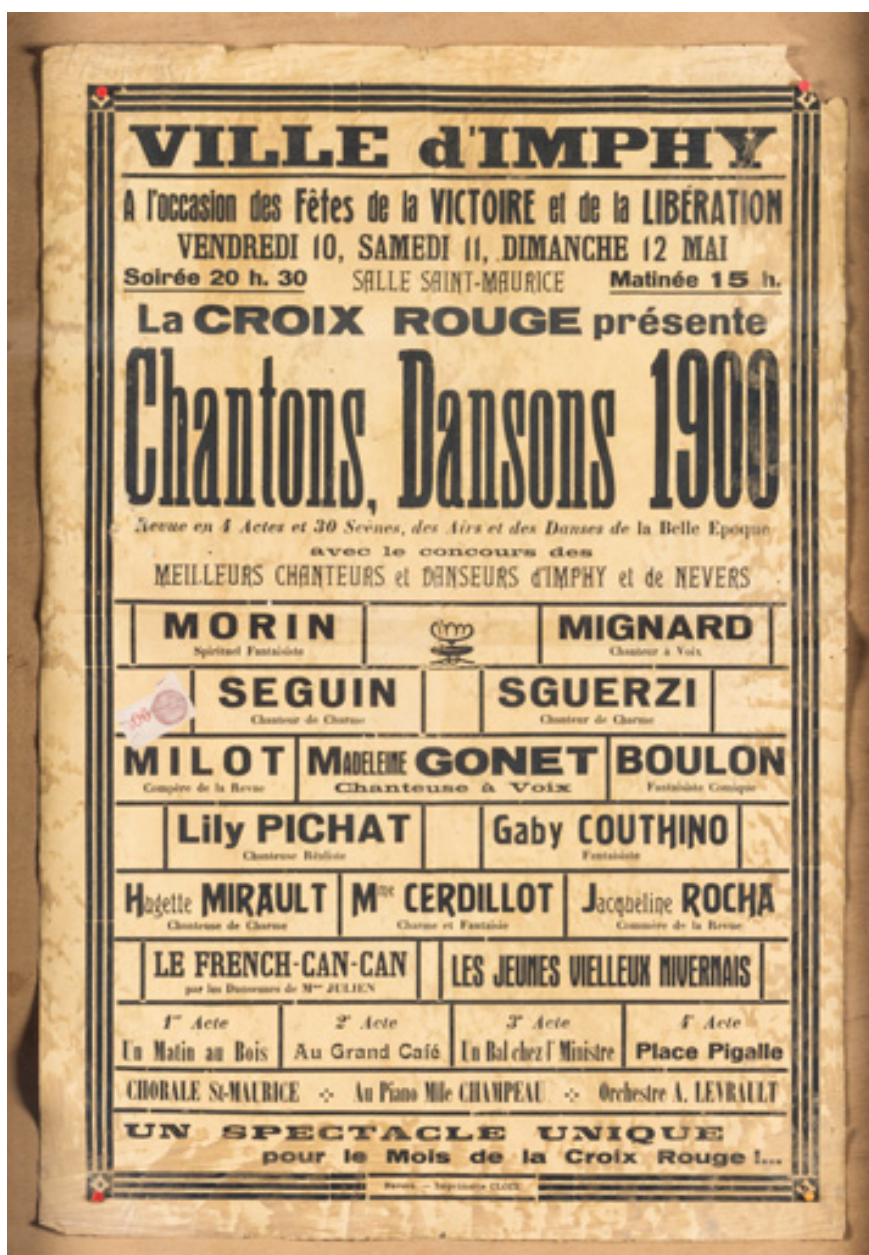 VILLE d'IMPHY
A l'occasion des Fêtes de la VICTOIRE et de la LIBÉRATION
VENDREDI 10, SAMEDI 11, DIMANCHE 12 MAI
Soirée 20 h. 30 SALLE SAINT-MAURICE Matinée 15 h.
La CROIX ROUGE présente
Chantons, Dansons 1900
Revue en 4 Actes et 30 Scènes, des Airs et des Danses de la Belle Epoque
avec le concours des
MEILLEURS CHANTEURS et DANSEURS d'IMPHY et de NEVERS
MORIN MIGNARD
Spirituel Fantaisiste Chanteur à Voix
SEGUIN SGUERZI
Chanteur de Charme Chanteur de Charme
MILOT MADELEINE GONET BOULON
Compère de la Revue Chanteuse à Voix Fantaisiste Comique
Lily PICHAT Gaby COUTHINO
Chanteuse Réaliste Fantaisiste
Hugette MIRAULT Mme CERDILLOT Jacqueline ROCHA
Chanteuse de Charme Charme et Fantaisie Commère de la Revue
LE FRENCH-CAN-CAN LES JEUNES VIELLEUX NIVERNAIS
par les Danseuses de Mme JULIEN
1er Acte 2e Acte 3e Acte 4e Acte
Un Matin au Bois Au Grand Café Un Bal chez l' Ministre Place Pigalle
CHORALE St-MAURICE Au Piano Mlle CHAMPEAU Orchestre A. LEVRAULT
UN SPECTACLE UNIQUE
pour le Mois de la Croix Rouge !...
Nevers. — Imprimerie